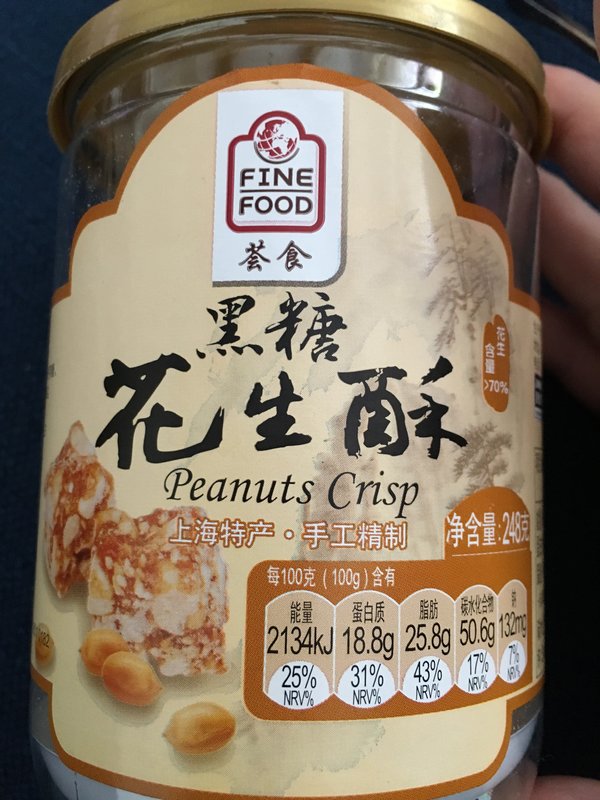 FINE
FOOD
荟食
黑糖
花生酥
花生
含量
>70%
Peanuts Crisp
上海特产·手工精制
净含量:248克
每100克(100g)含有
能量 蛋白质 脂肪 碳水化合物 钠
2134kJ 18.8g 25.8g 50.6g 132mg
25% 31% 43% 17% 7%
NRV% NRV% NRV% NRV% NRV%